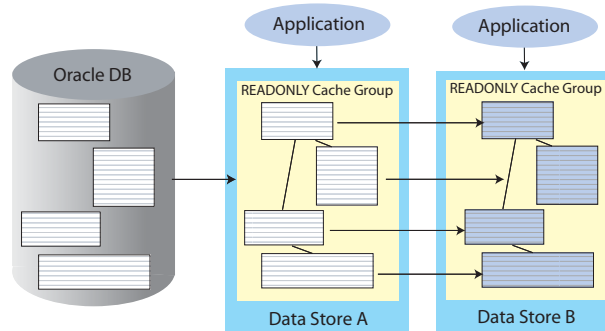 Application
Application
Oracle DB
READONLY Cache Group
READONLY Cache Group
Data Store A
Data Store B